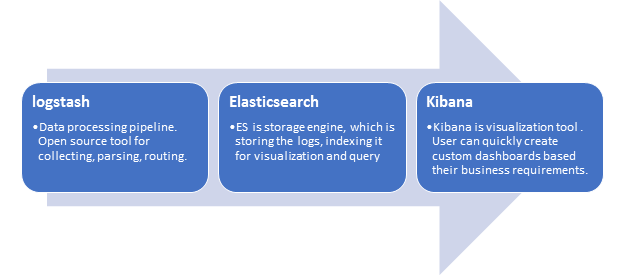 logstash
•Data processing pipeline.
Open source tool for
collecting, parsing, routing.
Elasticsearch
•ES is storage engine, which is
storing the logs, indexing it
for visualization and query
Kibana
•Kibana is visualization tool .
User can quickly create
custom dashboards based
their business requirements.